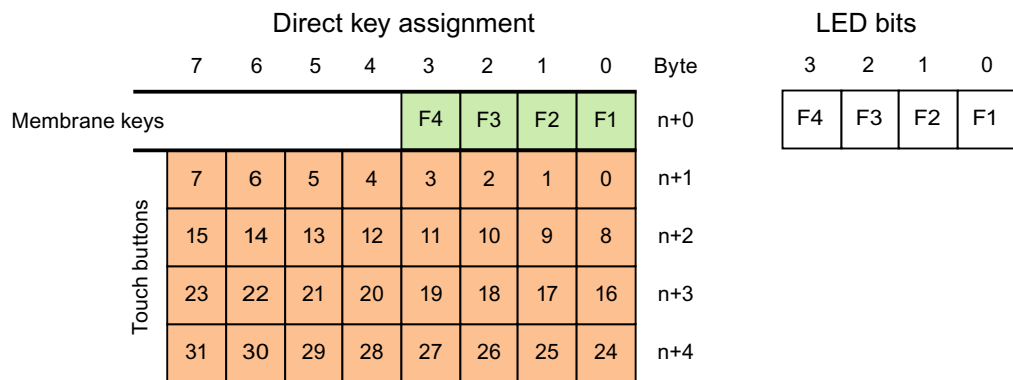 Direct key assignment LED bits
7 6 5 4 3 2 1 0 Byte 3 2 1 0
Membrane keys F4 F3 F2 F1 n+0 F4 F3 F2 F1
7 6 5 4 3 2 1 0 n+1
15 14 13 12 11 10 9 8 n+2
23 22 21 20 19 18 17 16 n+3
31 30 29 28 27 26 25 24 n+4
Touch buttons